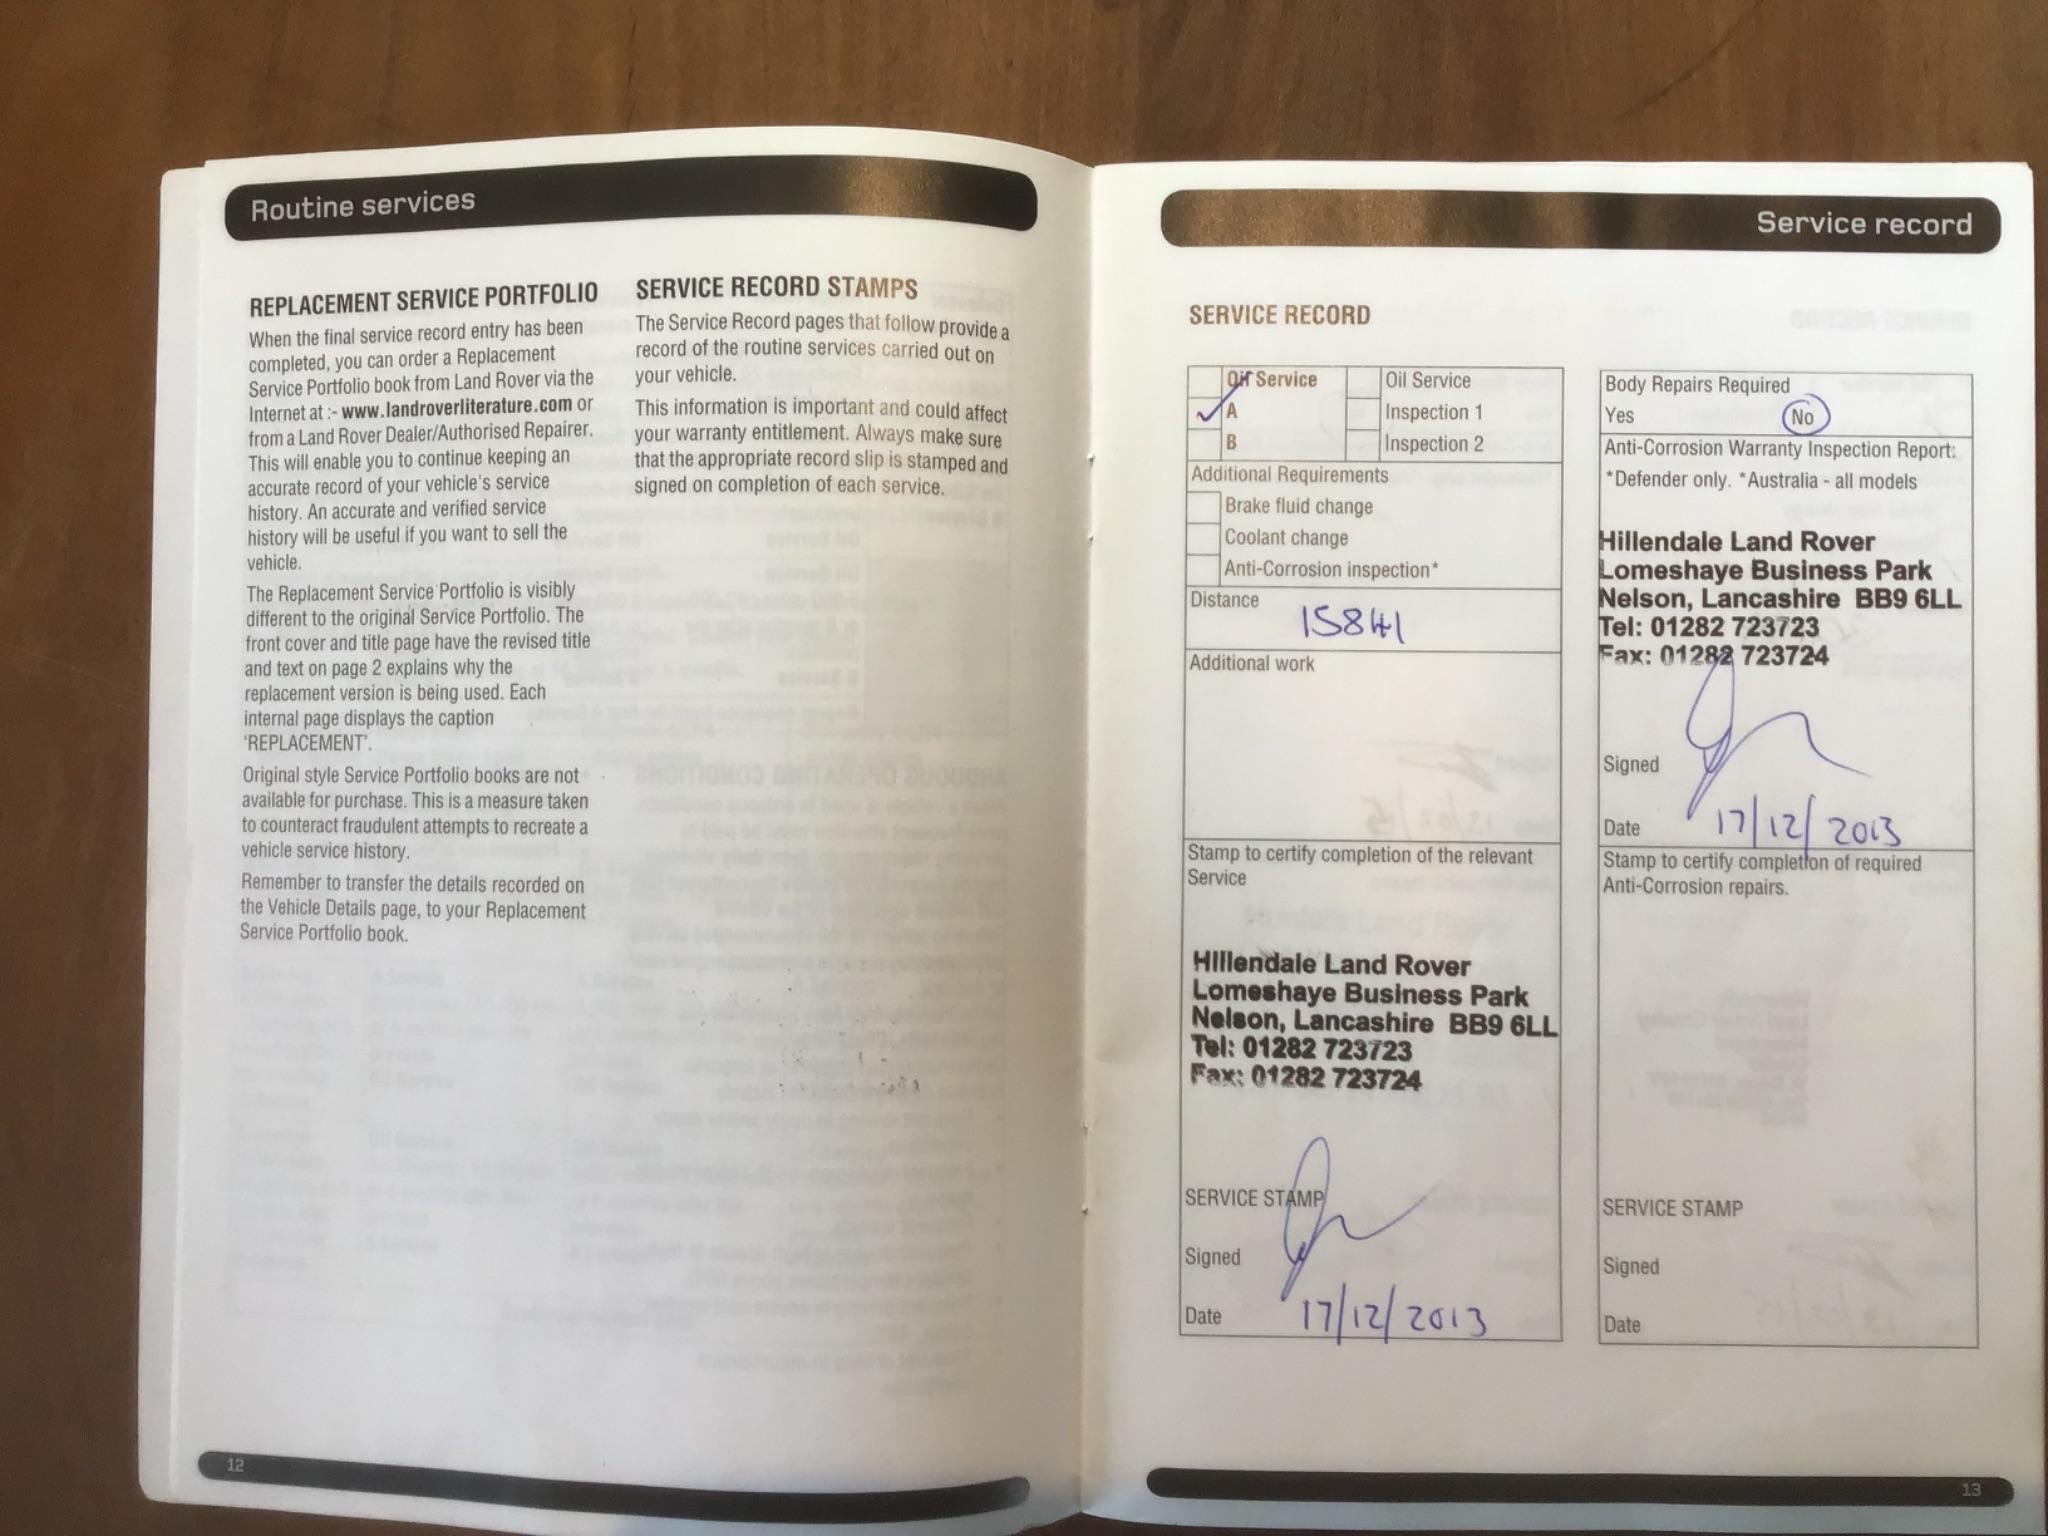 Routine services
REPLACEMENT SERVICE PORTFOLIO
When the final service record entry has been
completed, you can order a Replacement
Service Portfolio book from Land Rover via the
Internet at :- www.landroverliterature.com or
from a Land Rover Dealer/Authorised Repairer.
This will enable you to continue keeping an
accurate record of your vehicle's service
history. An accurate and verified service
history will be useful if you want to sell the
vehicle.
The Replacement Service Portfolio is visibly
different to the original Service Portfolio. The
front cover and title page have the revised title
and text on page 2 explains why the
replacement version is being used. Each
internal page displays the caption
'REPLACEMENT'.
Original style Service Portfolio books are not
available for purchase. This is a measure taken
to counteract fraudulent attempts to recreate a
vehicle service history.
Remember to transfer the details recorded on
the Vehicle Details page, to your Replacement
Service Portfolio book.
SERVICE RECORD STAMPS
The Service Record pages that follow provide a
record of the routine services carried out on
your vehicle.
This information is important and could affect
your warranty entitlement. Always make sure
that the appropriate record slip is stamped and
signed on completion of each service.
12
Service record
SERVICE RECORD
Oil Service
A
B
Oil Service
Inspection 1
Inspection 2
Additional Requirements
Brake fluid change
Coolant change
Anti-Corrosion inspection*
Distance
15841
Additional work
Stamp to certify completion of the relevant
Service
Hillendale Land Rover
Lomeshaye Business Park
Nelson, Lancashire BB9 6LL
Tel: 01282 723723
Fax: 01282 723724
SERVICE STAMP
Signed
Date 17/12/2013
Body Repairs Required
Yes No
Anti-Corrosion Warranty Inspection Report:
*Defender only. *Australia - all models
Hillendale Land Rover
Lomeshaye Business Park
Nelson, Lancashire BB9 6LL
Tel: 01282 723723
Fax: 01282 723724
Signed
Date 17/12/2013
Stamp to certify completion of required
Anti-Corrosion repairs.
SERVICE STAMP
Signed
Date
13